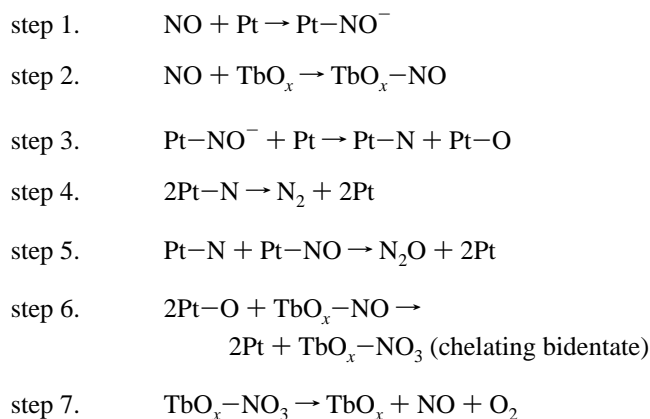 step 1. NO + Pt → Pt−NO⁻
step 2. NO + TbOₓ → TbOₓ−NO
step 3. Pt−NO⁻ + Pt → Pt−N + Pt−O
step 4. 2Pt−N → N₂ + 2Pt
step 5. Pt−N + Pt−NO → N₂O + 2Pt
step 6. 2Pt−O + TbOₓ−NO →
2Pt + TbOₓ−NO₃ (chelating bidentate)
step 7. TbOₓ−NO₃ → TbOₓ + NO + O₂